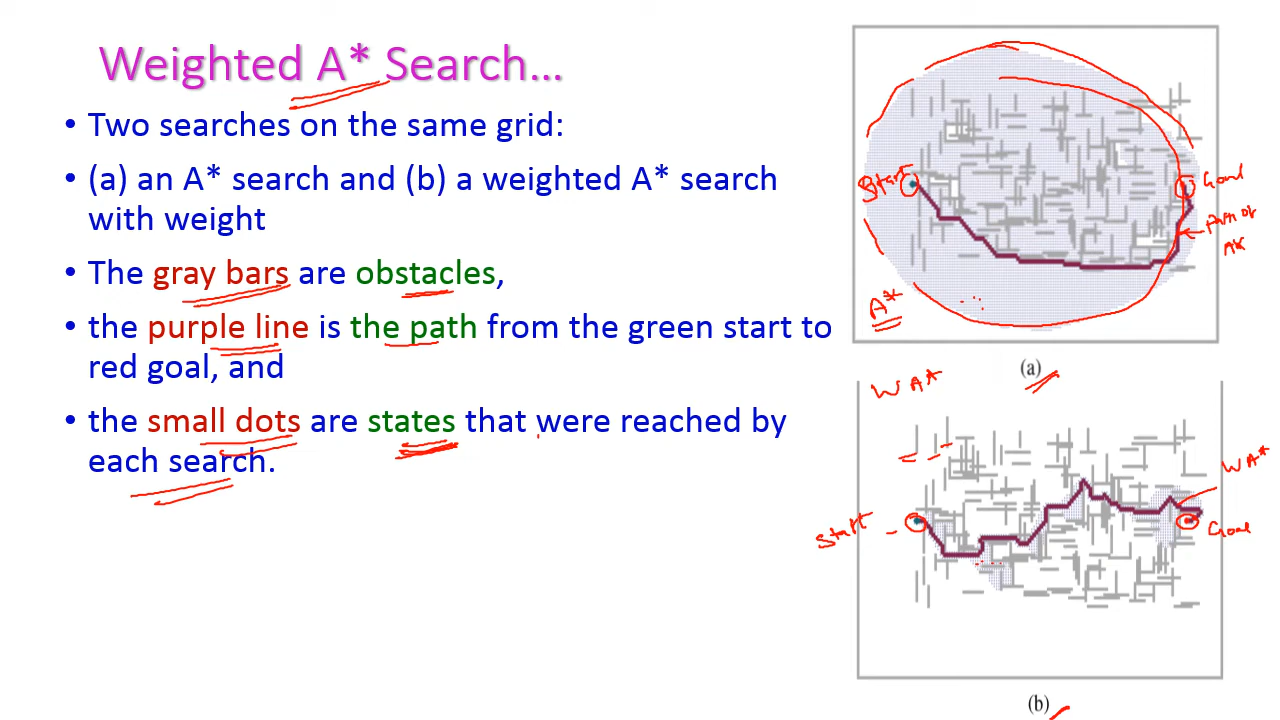 Weighted A* Search...
• Two searches on the same grid:
• (a) an A* search and (b) a weighted A* search
with weight
• The gray bars are obstacles,
• the purple line is the path from the green start to
red goal, and
• the small dots are states that were reached by
each search.
Start
Goal
Path of
A*
A*
(a)
W A*
WA*
Start
Goal
(b)